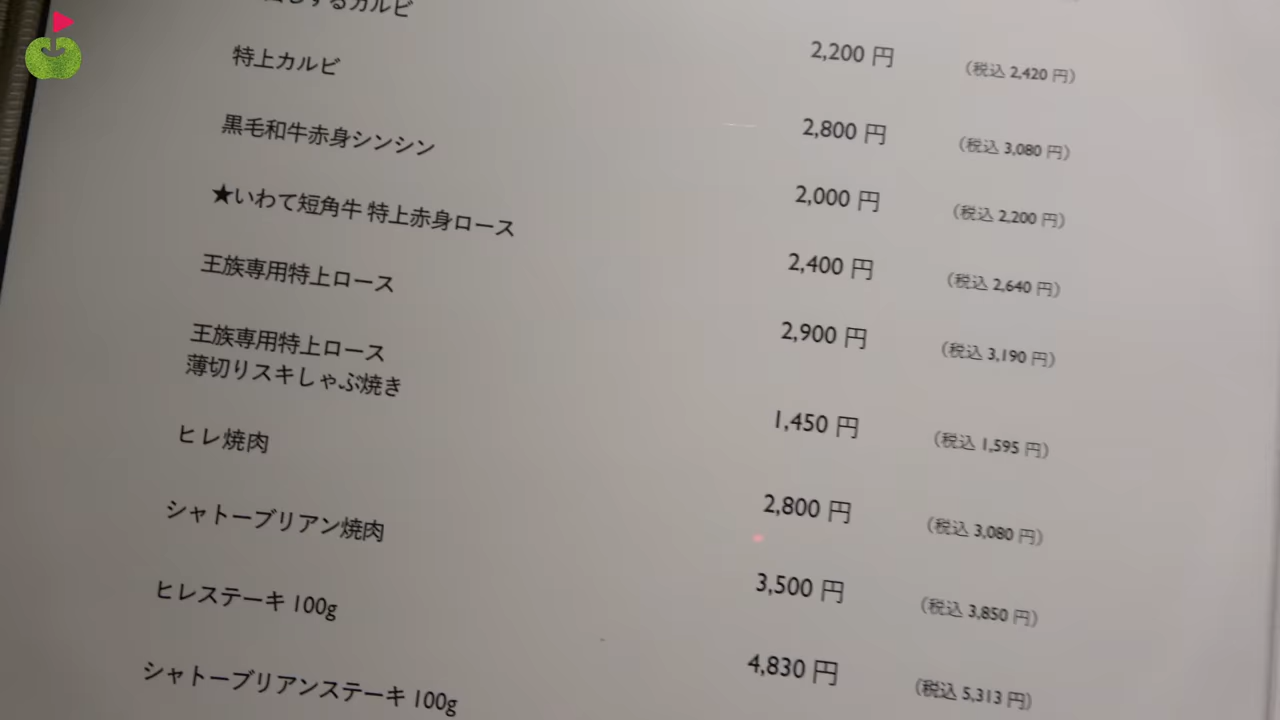 するカルビ 2,200 円 (税込 2,420 円)
特上カルビ 2,800 円 (税込 3,080 円)
黒毛和牛赤身シンシン 2,000 円 (税込 2,200 円)
★いわて短角牛 特上赤身ロース 2,400 円 (税込 2,640 円)
王族専用特上ロース 2,900 円 (税込 3,190 円)
王族専用特上ロース
薄切りスキしゃぶ焼き 1,450 円 (税込 1,595 円)
ヒレ焼肉 2,800 円 (税込 3,080 円)
シャトーブリアン焼肉 3,500 円 (税込 3,850 円)
ヒレステーキ 100g 4,830 円 (税込 5,313 円)
シャトーブリアンステーキ 100g